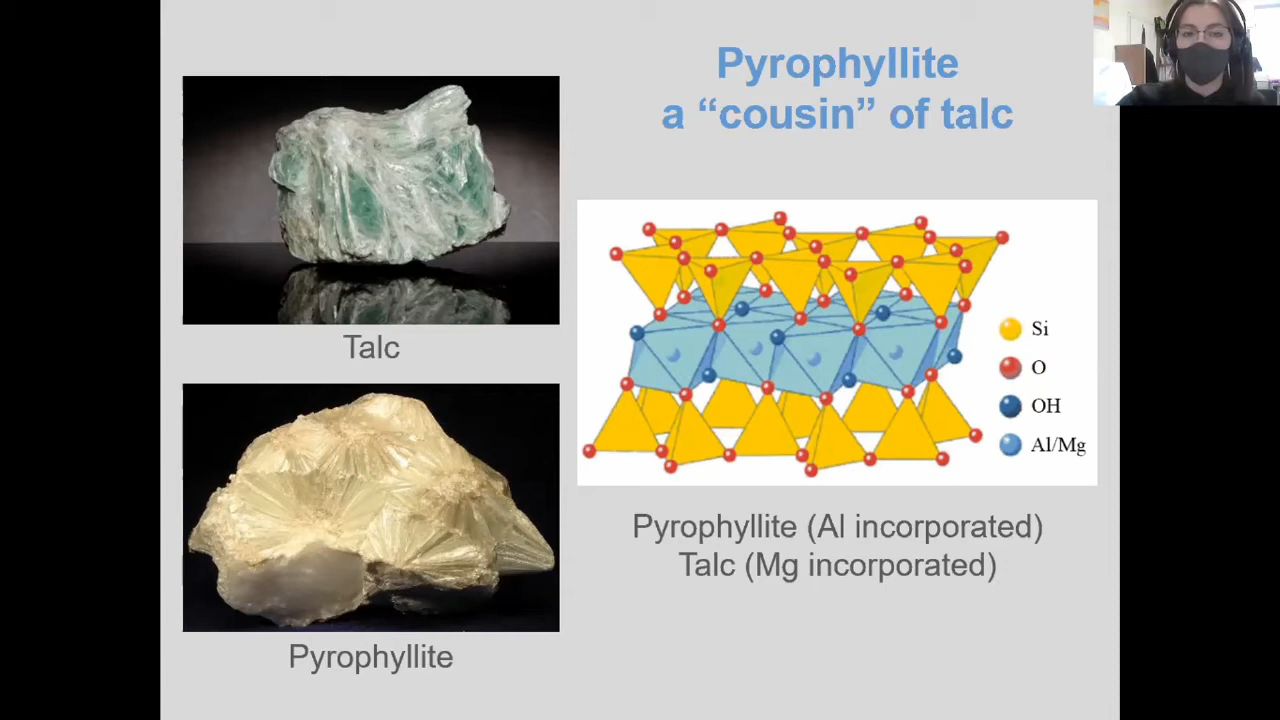 Pyrophyllite
a “cousin” of talc
Talc
Si
O
OH
Al/Mg
Pyrophyllite (Al incorporated)
Talc (Mg incorporated)
Pyrophyllite